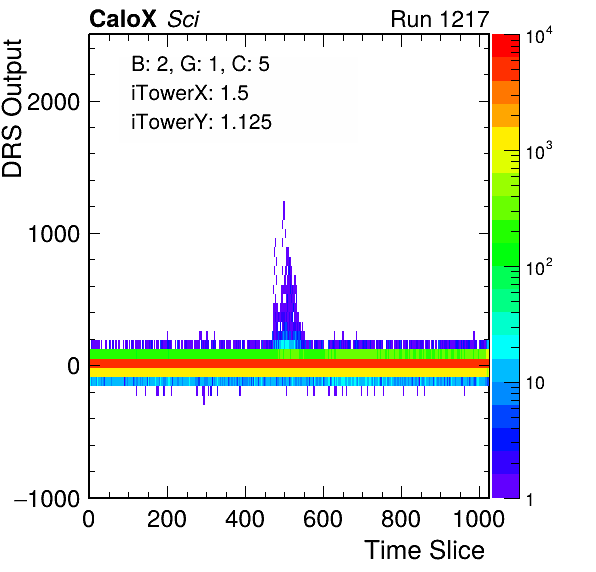 CaloX Sci Run 1217
B: 2, G: 1, C: 5
iTowerX: 1.5
iTowerY: 1.125
DRS Output
2000
1000
0
−1000
0 200 400 600 800 1000
Time Slice
10^4
10^3
10^2
10
1